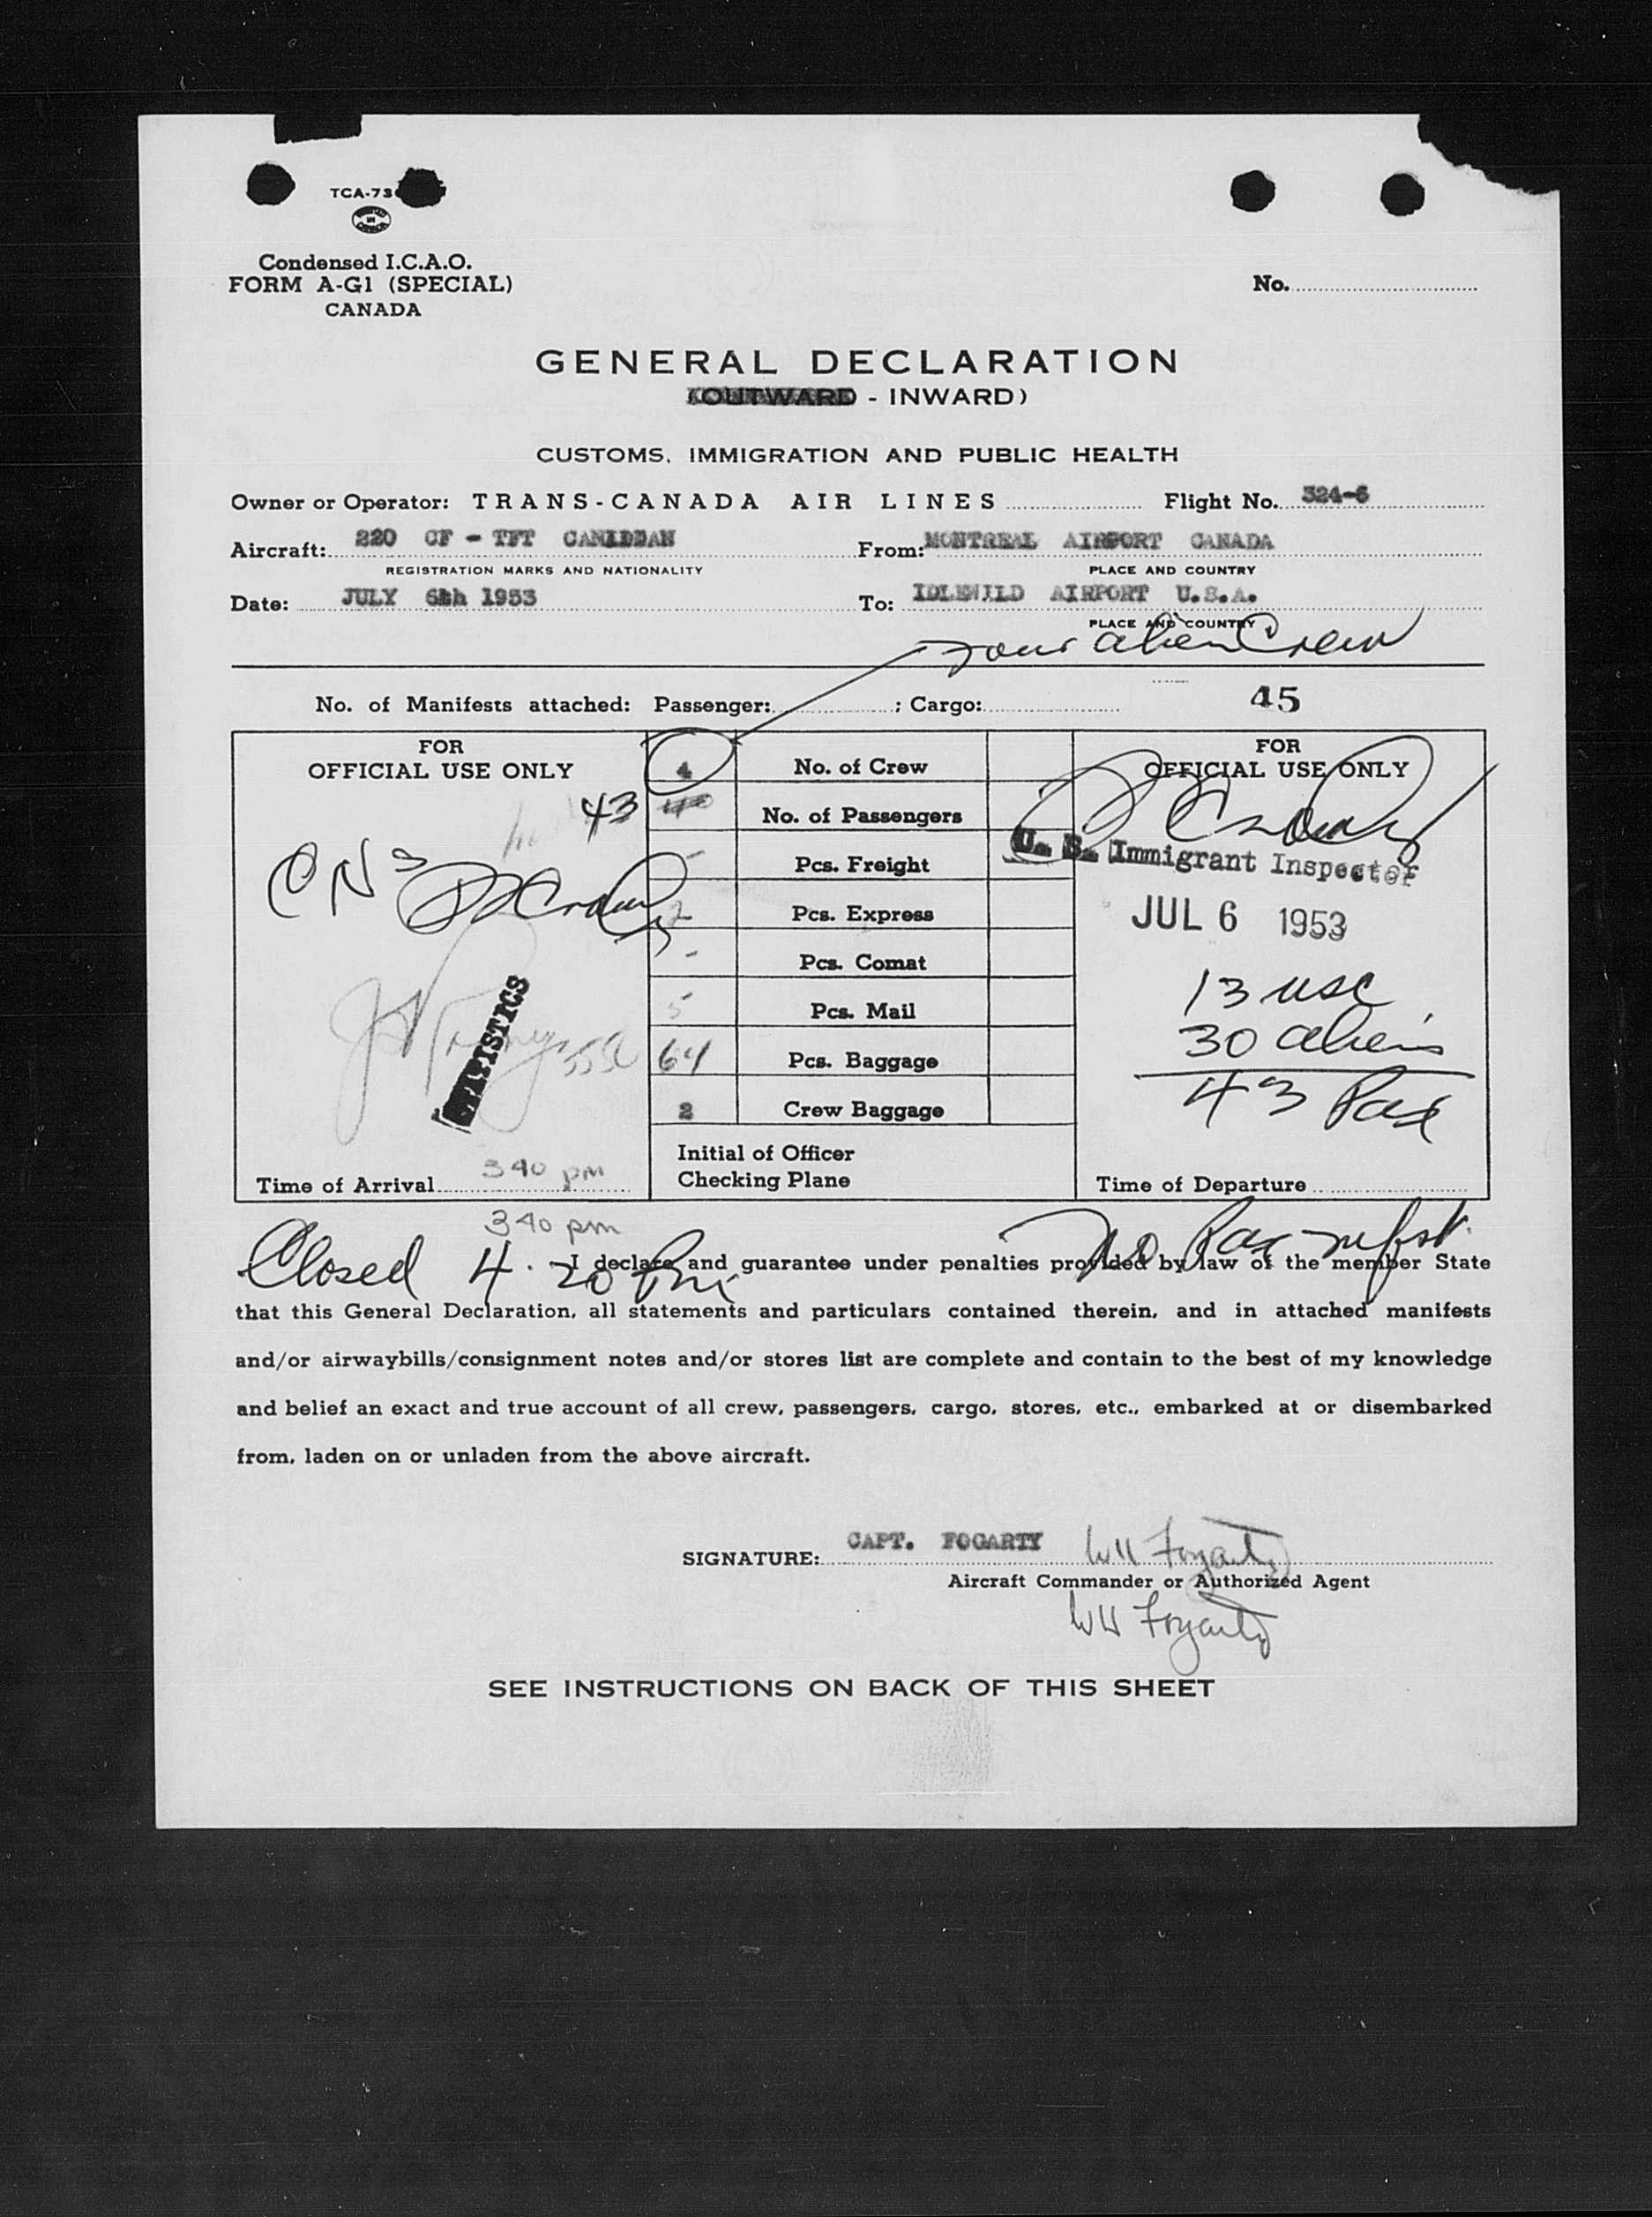 TCA-73
Condensed I.C.A.O.
FORM A-G1 (SPECIAL)
CANADA
No.
GENERAL DECLARATION
(OUTWARD - INWARD)
CUSTOMS, IMMIGRATION AND PUBLIC HEALTH
Owner or Operator: TRANS-CANADA AIR LINES Flight No. 324-6
Aircraft: 220 CF - TFT CANADIAN From: MONTREAL AIRPORT CANADA
REGISTRATION MARKS AND NATIONALITY PLACE AND COUNTRY
Date: JULY 6th 1953 To: IDLEWILD AIRPORT U.S.A.
PLACE AND COUNTRY
Four alien Crew
No. of Manifests attached: Passenger: ; Cargo: 45
FOR OFFICIAL USE ONLY
4 No. of Crew
43 40 No. of Passengers
- Pcs. Freight
2 Pcs. Express
- Pcs. Comat
5 Pcs. Mail
64 Pcs. Baggage
2 Crew Baggage
Initial of Officer
Checking Plane
Time of Arrival 340 pm
FOR OFFICIAL USE ONLY
U. S. Immigrant Inspector
JUL 6 1953
13 usc
30 aliens
43 Pax
Time of Departure
340 pm
Closed 4.20 Pm
No Pax mfst.
I declare and guarantee under penalties provided by law of the member State
that this General Declaration, all statements and particulars contained therein, and in attached manifests
and/or airwaybills/consignment notes and/or stores list are complete and contain to the best of my knowledge
and belief an exact and true account of all crew, passengers, cargo, stores, etc., embarked at or disembarked
from, laden on or unladen from the above aircraft.
SIGNATURE: CAPT. FOGARTY WH Fogarty
Aircraft Commander or Authorized Agent
WH Fogarty
SEE INSTRUCTIONS ON BACK OF THIS SHEET